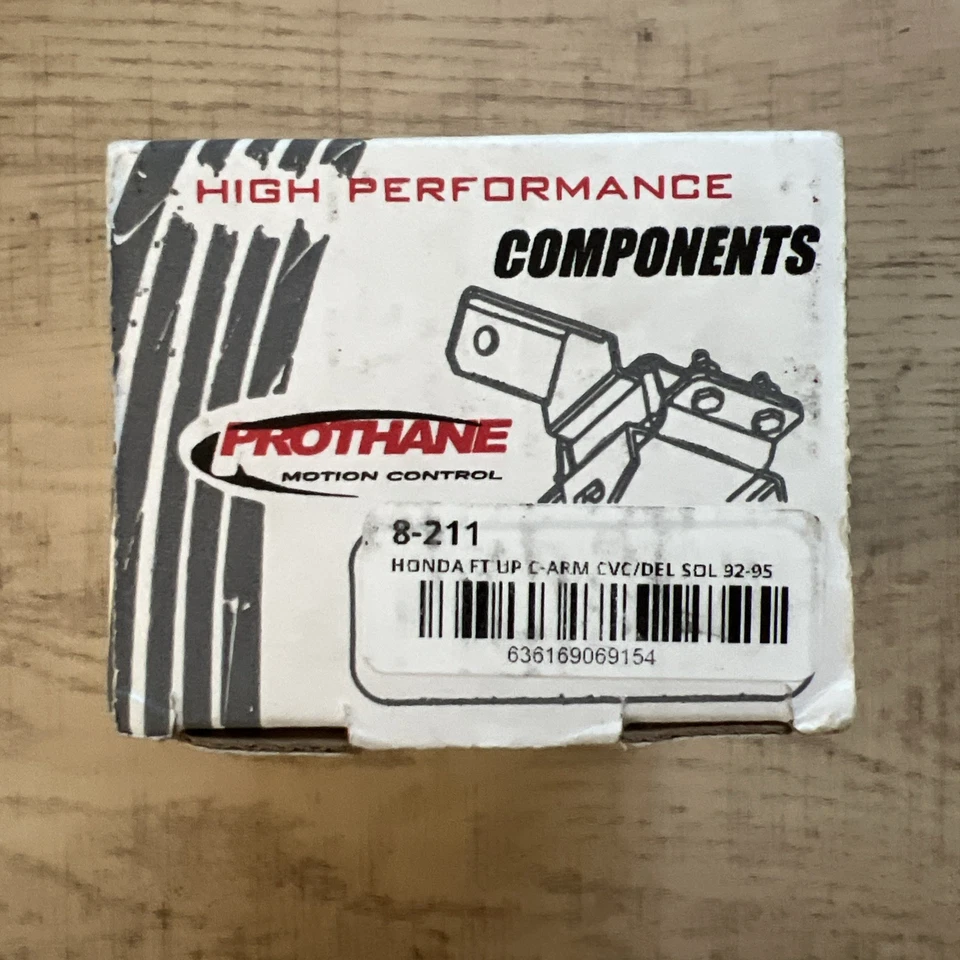 HIGH PERFORMANCE
COMPONENTS
PROTHANE
MOTION CONTROL
8-211
HONDA FT UP C-ARM CVC/DEL SOL 92-95
636169069154